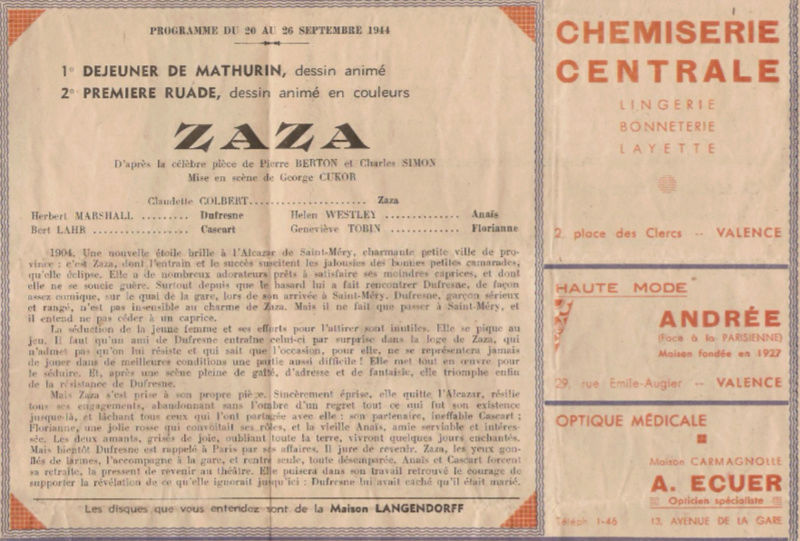 PROGRAMME DU 20 AU 26 SEPTEMBRE 1944
1° DEJEUNER DE MATHURIN, dessin animé
2° PREMIERE RUADE, dessin animé en couleurs
ZAZA
D'après la célèbre pièce de Pierre BERTON et Charles SIMON
Mise en scène de George CUKOR
Claudette COLBERT.................... Zaza
Herbert MARSHALL ......... Dufresne Helen WESTLEY ............. Anaïs
Bert LAHR .................. Cascart Geneviève TOBIN ............ Florianne
1904. Une nouvelle étoile brille à l'Alcazar de Saint-Méry, charmante petite ville de pro-
vince : c'est Zaza, dont l'entrain et le succès suscitent les jalousies des bonnes petites camarades,
qu'elle éclipse. Elle a de nombreux adorateurs prêts à satisfaire ses moindres caprices, et dont
elle ne se soucie guère. Surtout depuis que le hasard lui a fait rencontrer Dufresne, de façon
assez comique, sur le quai de la gare, lors de son arrivée à Saint-Méry. Dufresne, garçon sérieux
et rangé, n'est pas insensible au charme de Zaza. Mais il ne fait que passer à Saint-Méry, et
il entend ne pas céder à un caprice.
La séduction de la jeune femme et ses efforts pour l'attirer sont inutiles. Elle se pique au
jeu. Il faut qu'un ami de Dufresne entraîne celui-ci par surprise dans la loge de Zaza, qui
n'admet pas qu'on lui résiste et qui sait que l'occasion, pour elle, ne se représentera jamais
de jouer dans de meilleures conditions une partie aussi difficile ! Elle met tout en œuvre pour
le séduire. Et, après une scène pleine de gaîté, d'adresse et de fantaisie, elle triomphe enfin
de la résistance de Dufresne.
Mais Zaza s'est prise à son propre piège. Sincèrement éprise, elle quitte l'Alcazar, résilie
tous ses engagements, abandonnant sans l'ombre d'un regret tout ce qui fut son existence
jusque-là, et lâchant tous ceux qui l'ont partagée avec elle : son partenaire, ineffable Cascart ;
Florianne, une jolie rosse qui convoitait ses rôles, et la vieille Anaïs, amie serviable et intéres-
sée. Les deux amants, grisés de joie, oubliant toute la terre, vivront quelques jours enchantés.
Mais bientôt Dufresne est rappelé à Paris par ses affaires. Il jure de revenir. Zaza, les yeux gon-
flés de larmes, l'accompagne à la gare, et rentre seule, toute désemparée. Anaïs et Cascart forcent
sa retraite, la pressent de revenir au théâtre. Elle puisera dans son travail retrouvé le courage de
supporter la révélation de ce qu'elle ignorait jusqu'ici : Dufresne lui avait caché qu'il était marié.
Les disques que vous entendez sont de la Maison LANGENDORFF
CHEMISERIE
CENTRALE
LINGERIE
BONNETERIE
LAYETTE
2, place des Clercs -- VALENCE
HAUTE MODE
ANDRÉE
(Face à la PARISIENNE)
Maison fondée en 1927
29, rue Emile-Augier -- VALENCE
OPTIQUE MÉDICALE
Maison CARMAGNOLLE
A. ECUER
Opticien spécialiste
Téléph 1-46 13, AVENUE DE LA GARE